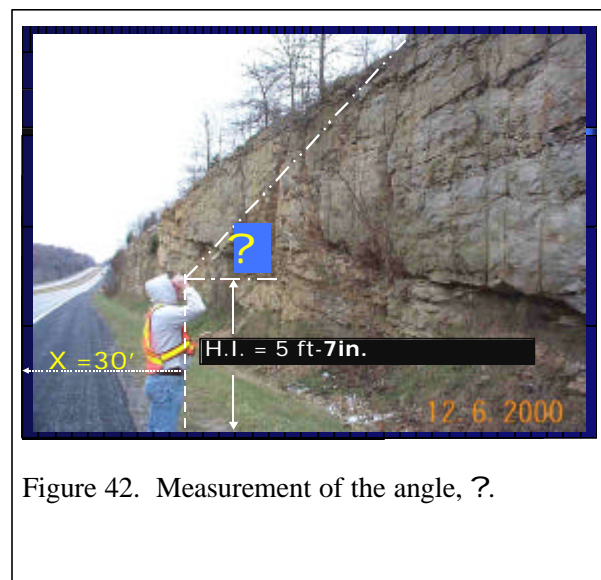 ?
H.I. = 5 ft-7in.
X =30'
12 6 2000
Figure 42. Measurement of the angle, ?.